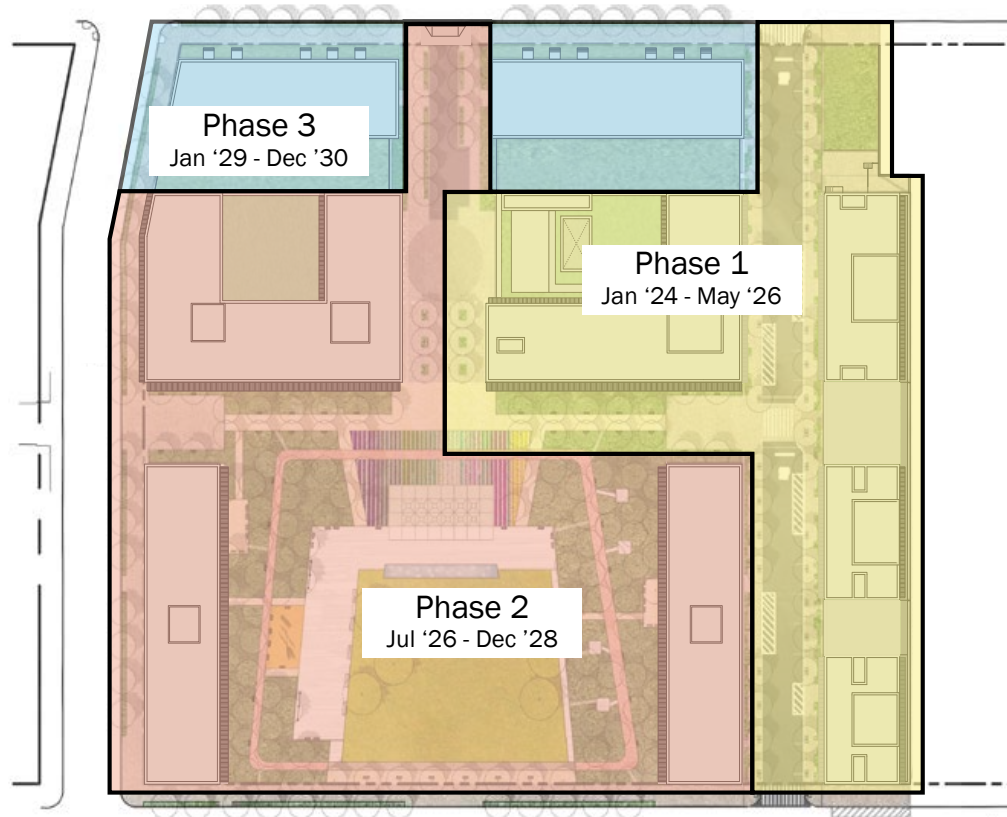 Phase 3
Jan ‘29 - Dec ’30
Phase 1
Jan ‘24 - May ‘26
Phase 2
Jul ‘26 - Dec ’28